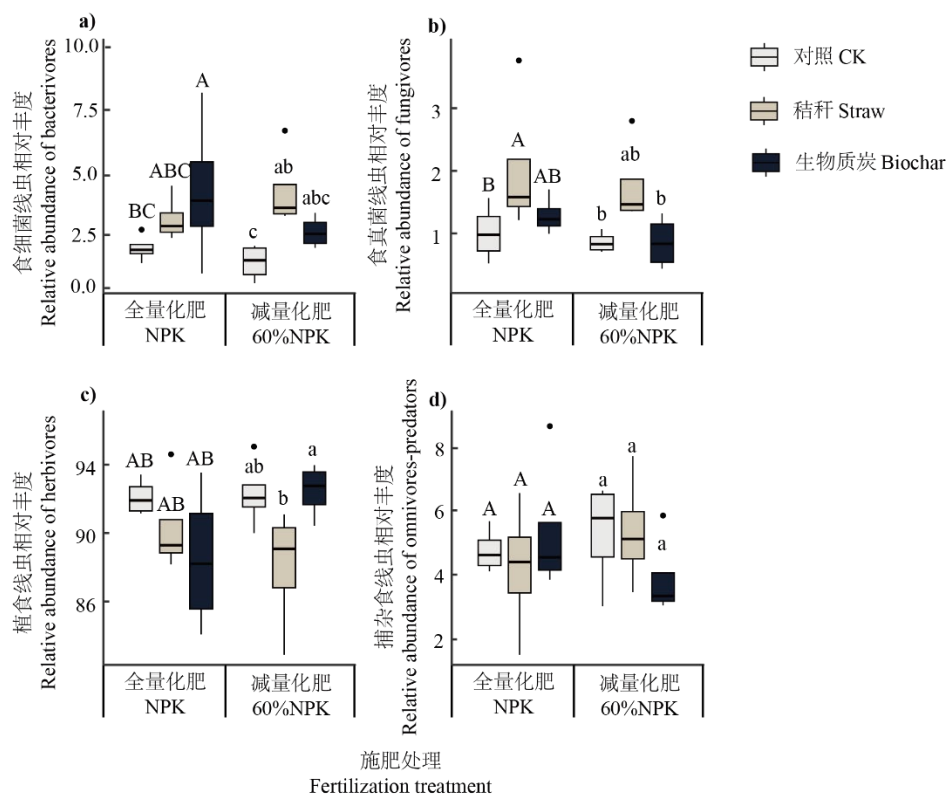 a)
10.0
7.5
5.0
2.5
0.0
食细菌线虫相对丰度
Relative abundance of bacterivores
BC
ABC
A
c
ab
abc
全量化肥
NPK
减量化肥
60%NPK
b)
3
2
1
食真菌线虫相对丰度
Relative abundance of fungivores
B
A
AB
b
ab
b
全量化肥
NPK
减量化肥
60%NPK
对照 CK
秸秆 Straw
生物质炭 Biochar
c)
94
90
86
植食线虫相对丰度
Relative abundance of herbivores
AB
AB
AB
ab
b
a
全量化肥
NPK
减量化肥
60%NPK
d)
8
6
4
2
捕杂食线虫相对丰度
Relative abundance of omnivores-predators
A
A
A
a
a
a
全量化肥
NPK
减量化肥
60%NPK
施肥处理
Fertilization treatment